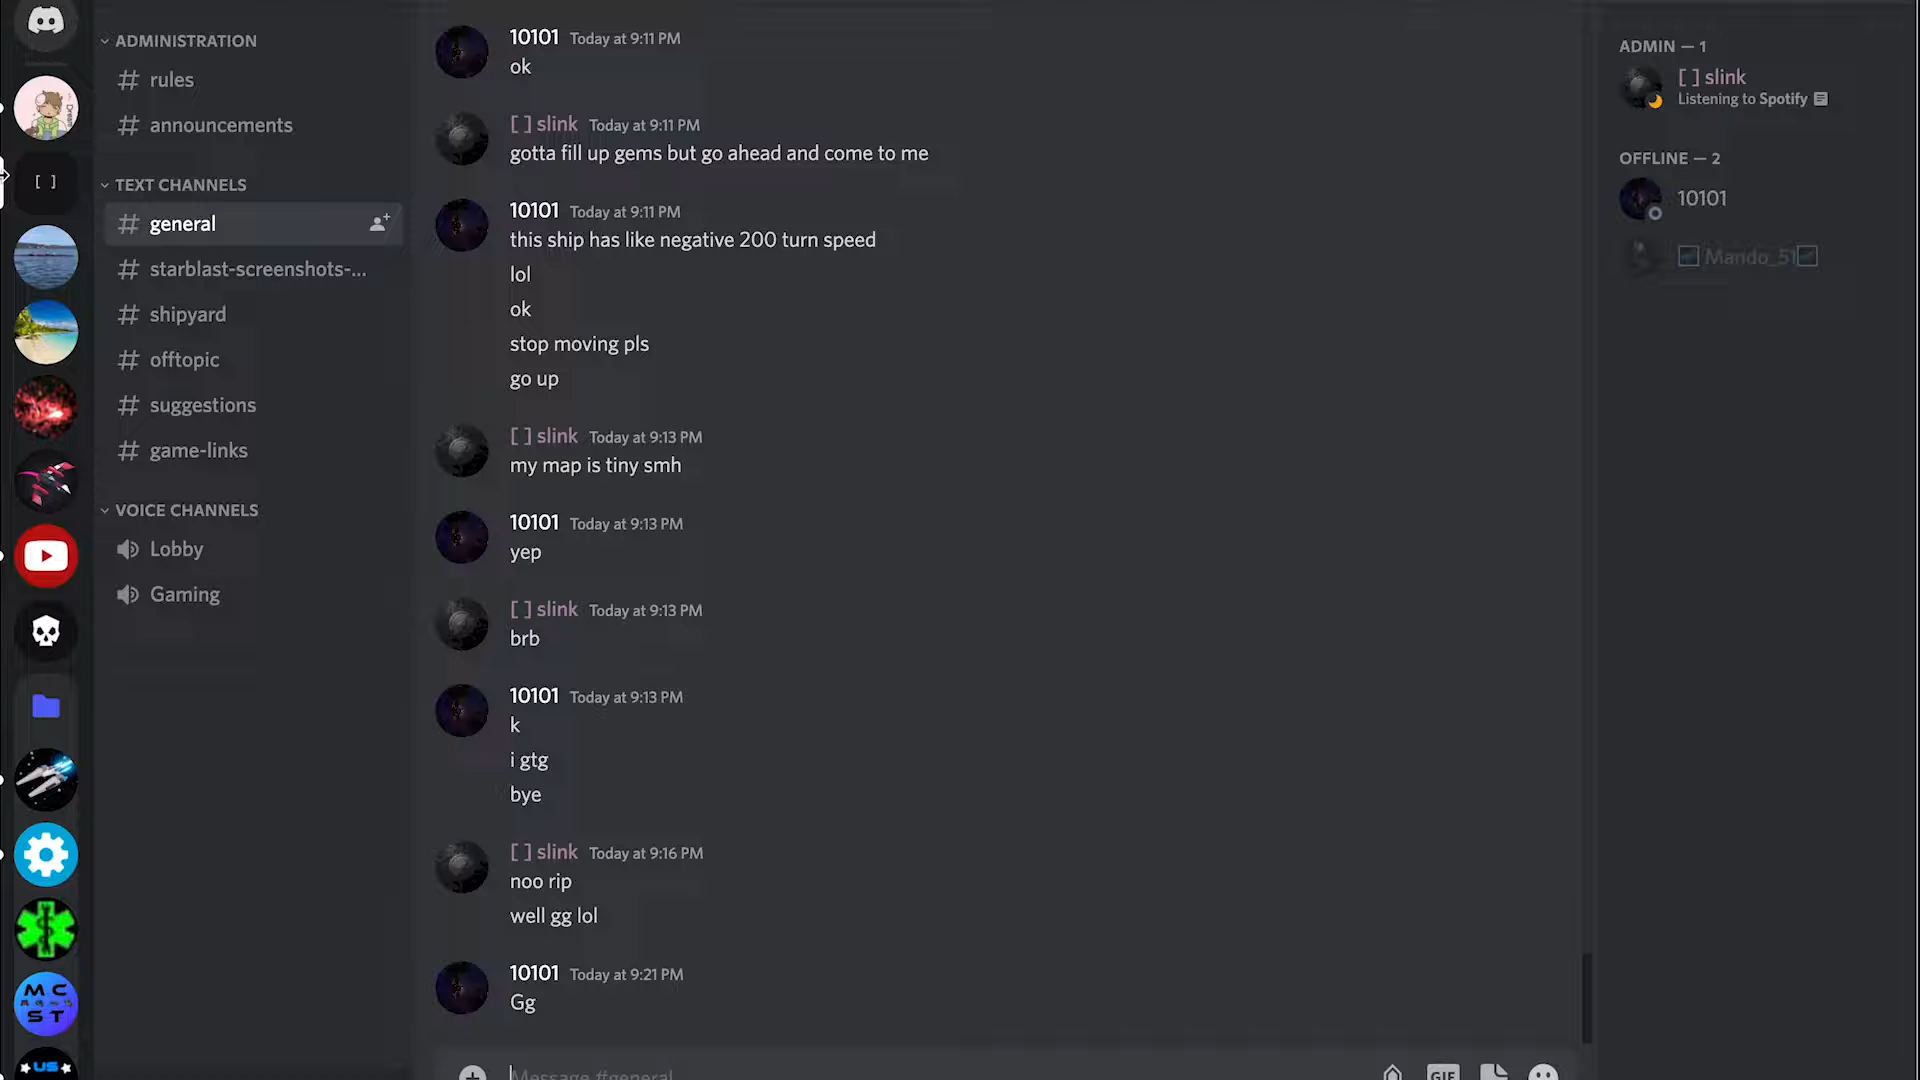 ADMINISTRATION
rules
announcements
TEXT CHANNELS
general
starblast-screenshots-...
shipyard
offtopic
suggestions
game-links
VOICE CHANNELS
Lobby
Gaming
[ ]
M C
S T
US
10101 Today at 9:11 PM
ok
[ ] slink Today at 9:11 PM
gotta fill up gems but go ahead and come to me
10101 Today at 9:11 PM
this ship has like negative 200 turn speed
lol
ok
stop moving pls
go up
[ ] slink Today at 9:13 PM
my map is tiny smh
10101 Today at 9:13 PM
yep
[ ] slink Today at 9:13 PM
brb
10101 Today at 9:13 PM
k
i gtg
bye
[ ] slink Today at 9:16 PM
noo rip
well gg lol
10101 Today at 9:21 PM
Gg
Message #general
GIF
ADMIN — 1
[ ] slink
Listening to Spotify
OFFLINE — 2
10101
Mando_51